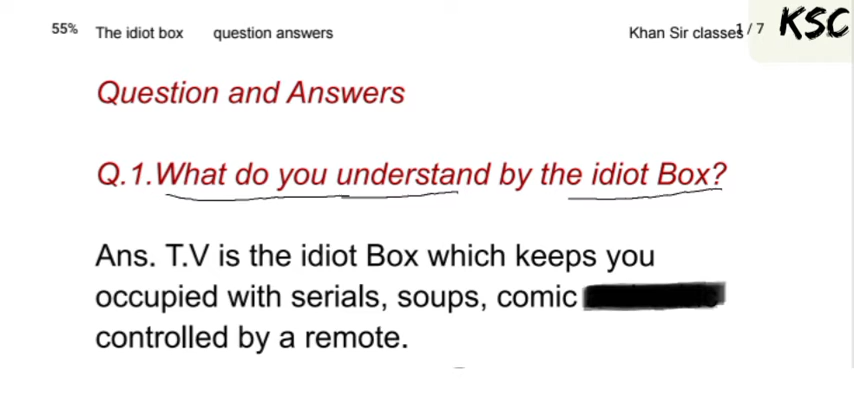 55% The idiot box question answers Khan Sir classes 1 / 7 KSC
Question and Answers
Q.1.What do you understand by the idiot Box?
Ans. T.V is the idiot Box which keeps you
occupied with serials, soups, comic
controlled by a remote.